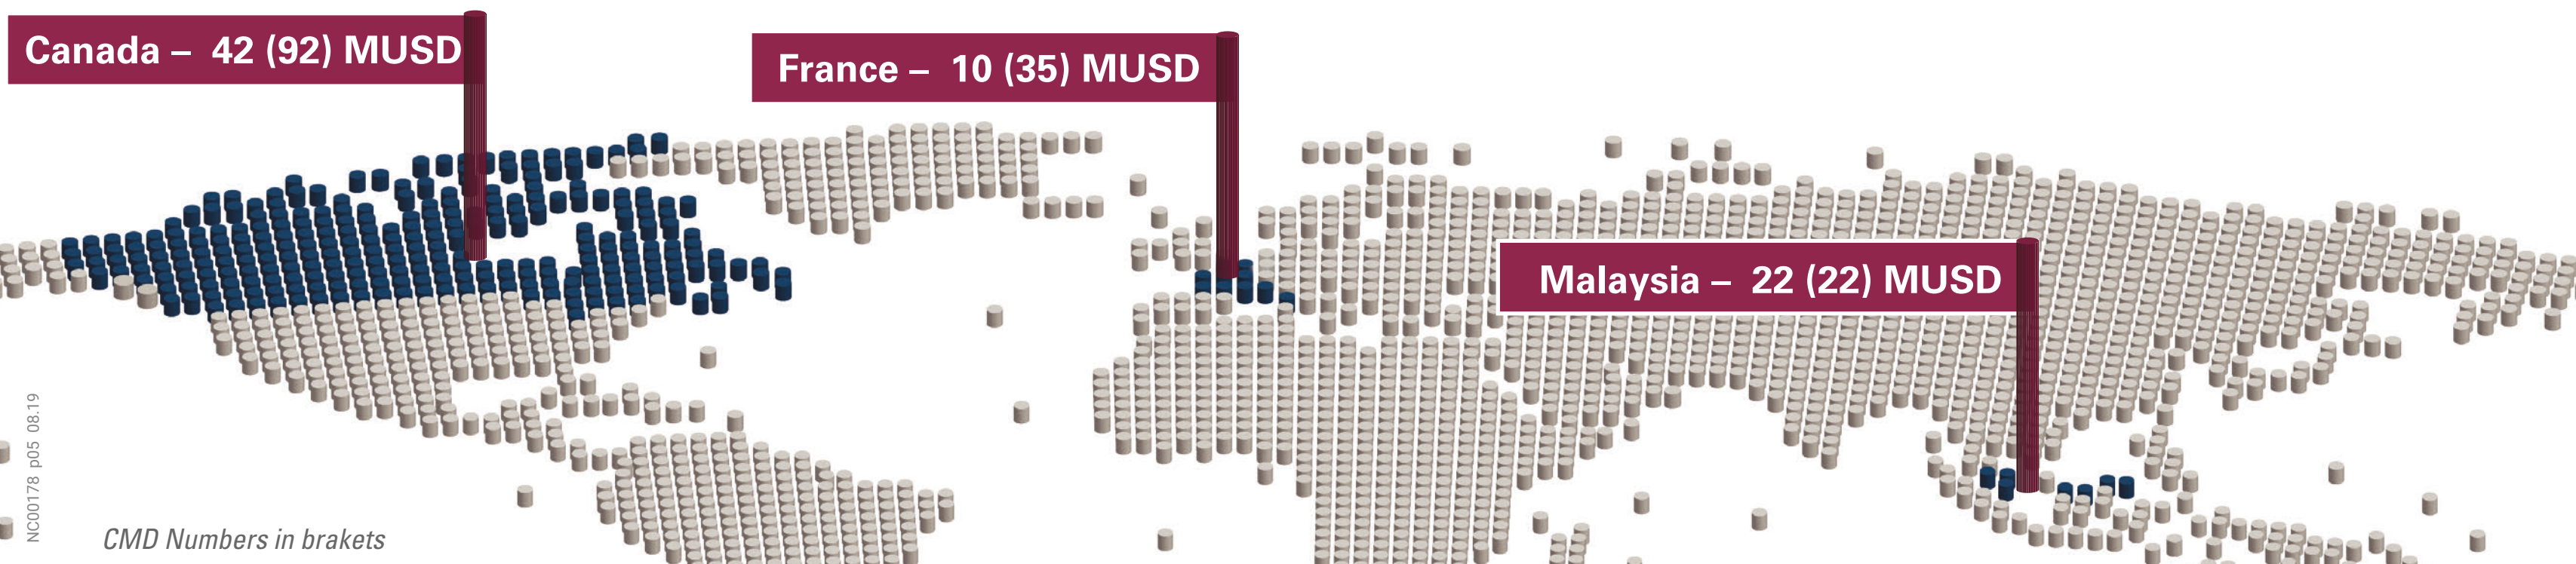 Canada – 42 (92) MUSD
France – 10 (35) MUSD
Malaysia – 22 (22) MUSD
NC00178 p05 08.19
CMD Numbers in brakets